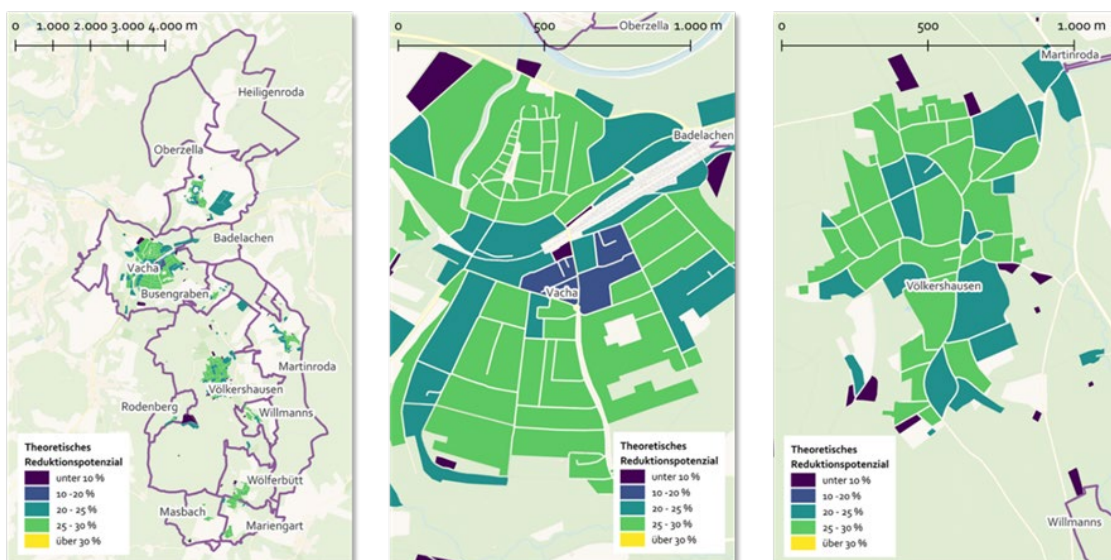 0 1.000 2.000 3.000 4.000 m
Heiligenroda
Oberzella
Badelachen
Vacha
Busengraben
Martinroda
Völkershausen
Rodenberg
Willmanns
Theoretisches
Reduktionspotenzial
unter 10 %
10 -20 %
20 - 25 %
25 - 30 %
über 30 %
Wölferbütt
Masbach
Mariengart
Oberzella
0 500 1.000 m
Badelachen
Vacha
Theoretisches
Reduktionspotenzial
unter 10 %
10 -20 %
20 - 25 %
25 - 30 %
über 30 %
0 500 1.000 m
Martinroda
Völkershausen
Theoretisches
Reduktionspotenzial
unter 10 %
10 -20 %
20 - 25 %
25 - 30 %
über 30 %
Willmanns